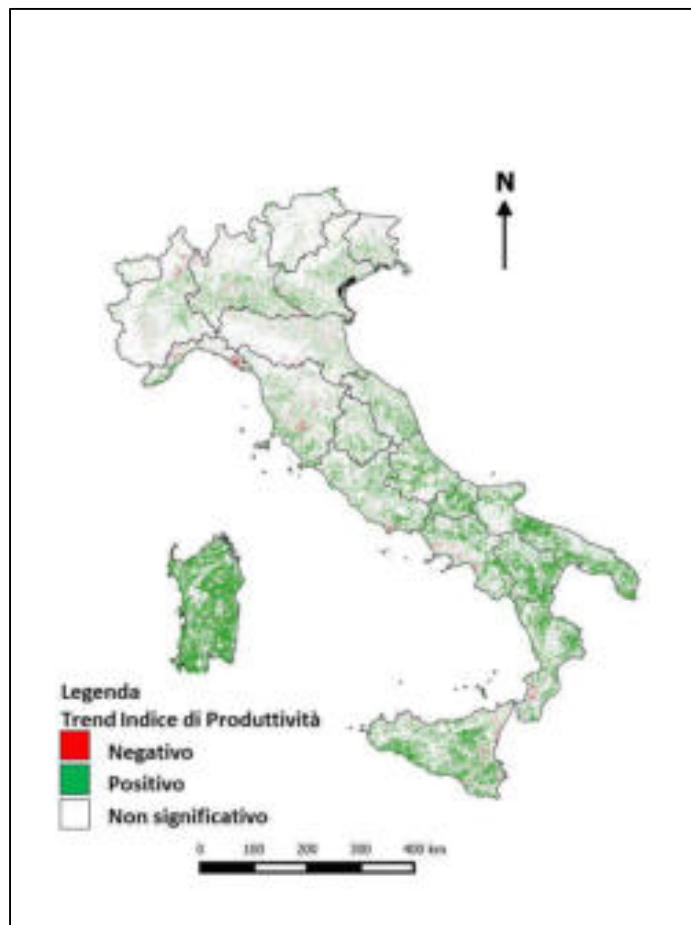 N
Legenda
Trend Indice di Produttività
Negativo
Positivo
Non significativo
0 100 200 300 400 km